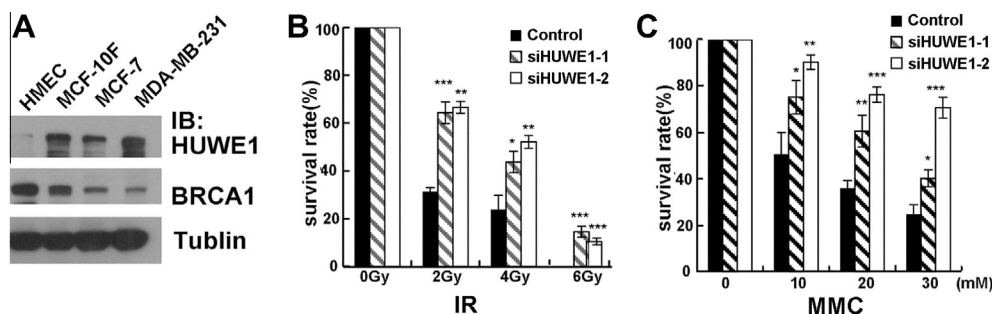 A
HMEC
MCF-10F
MCF-7
MDA-MB-231
IB:
HUWE1
BRCA1
Tublin
B
Control
siHUWE1-1
siHUWE1-2
survival rate(%)
100
80
60
40
20
0
***
**
*
**
***
***
0Gy
2Gy
4Gy
6Gy
IR
C
Control
siHUWE1-1
siHUWE1-2
survival rate(%)
100
80
60
40
20
0
*
**
**
***
*
***
0
10
20
30
(mM)
MMC